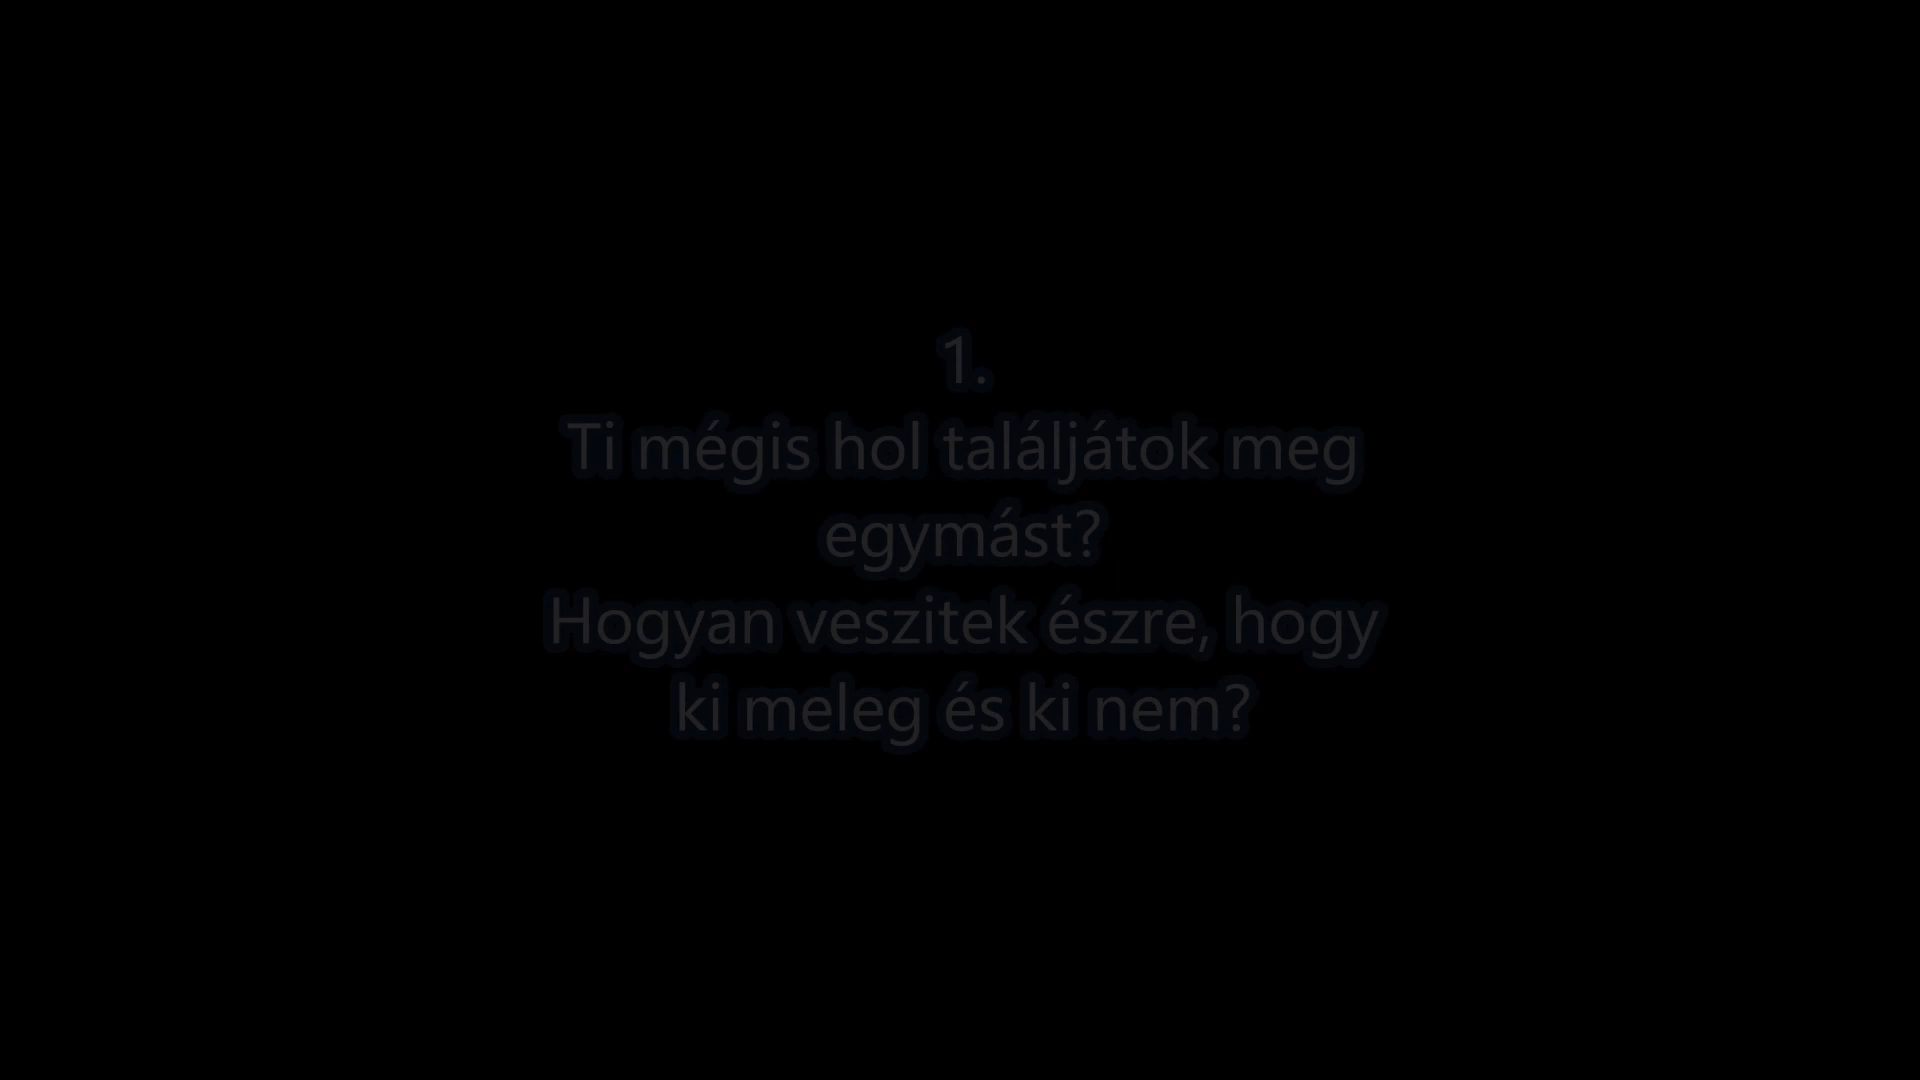 1.
Ti mégis hol találjátok meg
egymást?
Hogyan veszitek észre, hogy
ki meleg és ki nem?